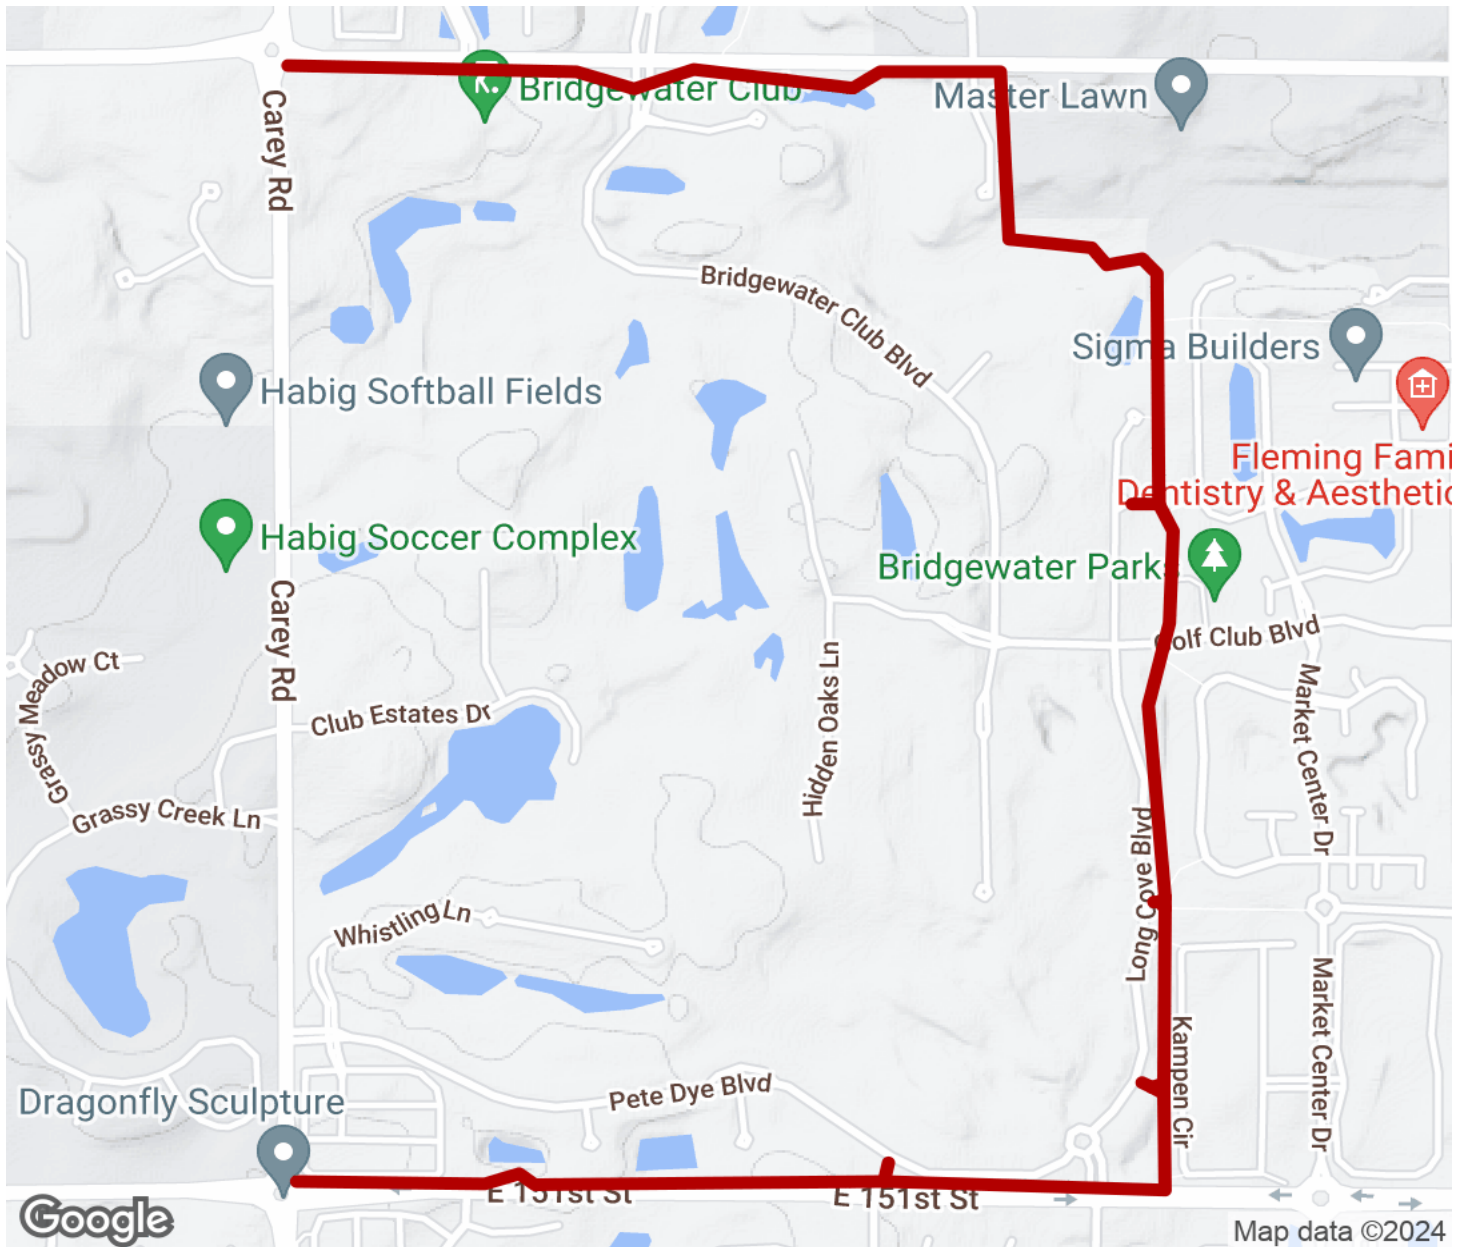 Bridgewater Club
Master Lawn
Carey Rd
Bridgewater Club Blvd
Sigma Builders
Habig Softball Fields
Fleming Fami
Dentistry & Aesthetic
Habig Soccer Complex
Bridgewater Parks
Carey Rd
Golf Club Blvd
Grassy Meadow Ct
Hidden Oaks Ln
Market Center Dr
Club Estates Dr
Grassy Creek Ln
Long Cove Blvd
Whistling Ln
Market Center Dr
Kampen Cir
Pete Dye Blvd
Dragonfly Sculpture
E 151st St
E 151st St
Google
Map data ©2024